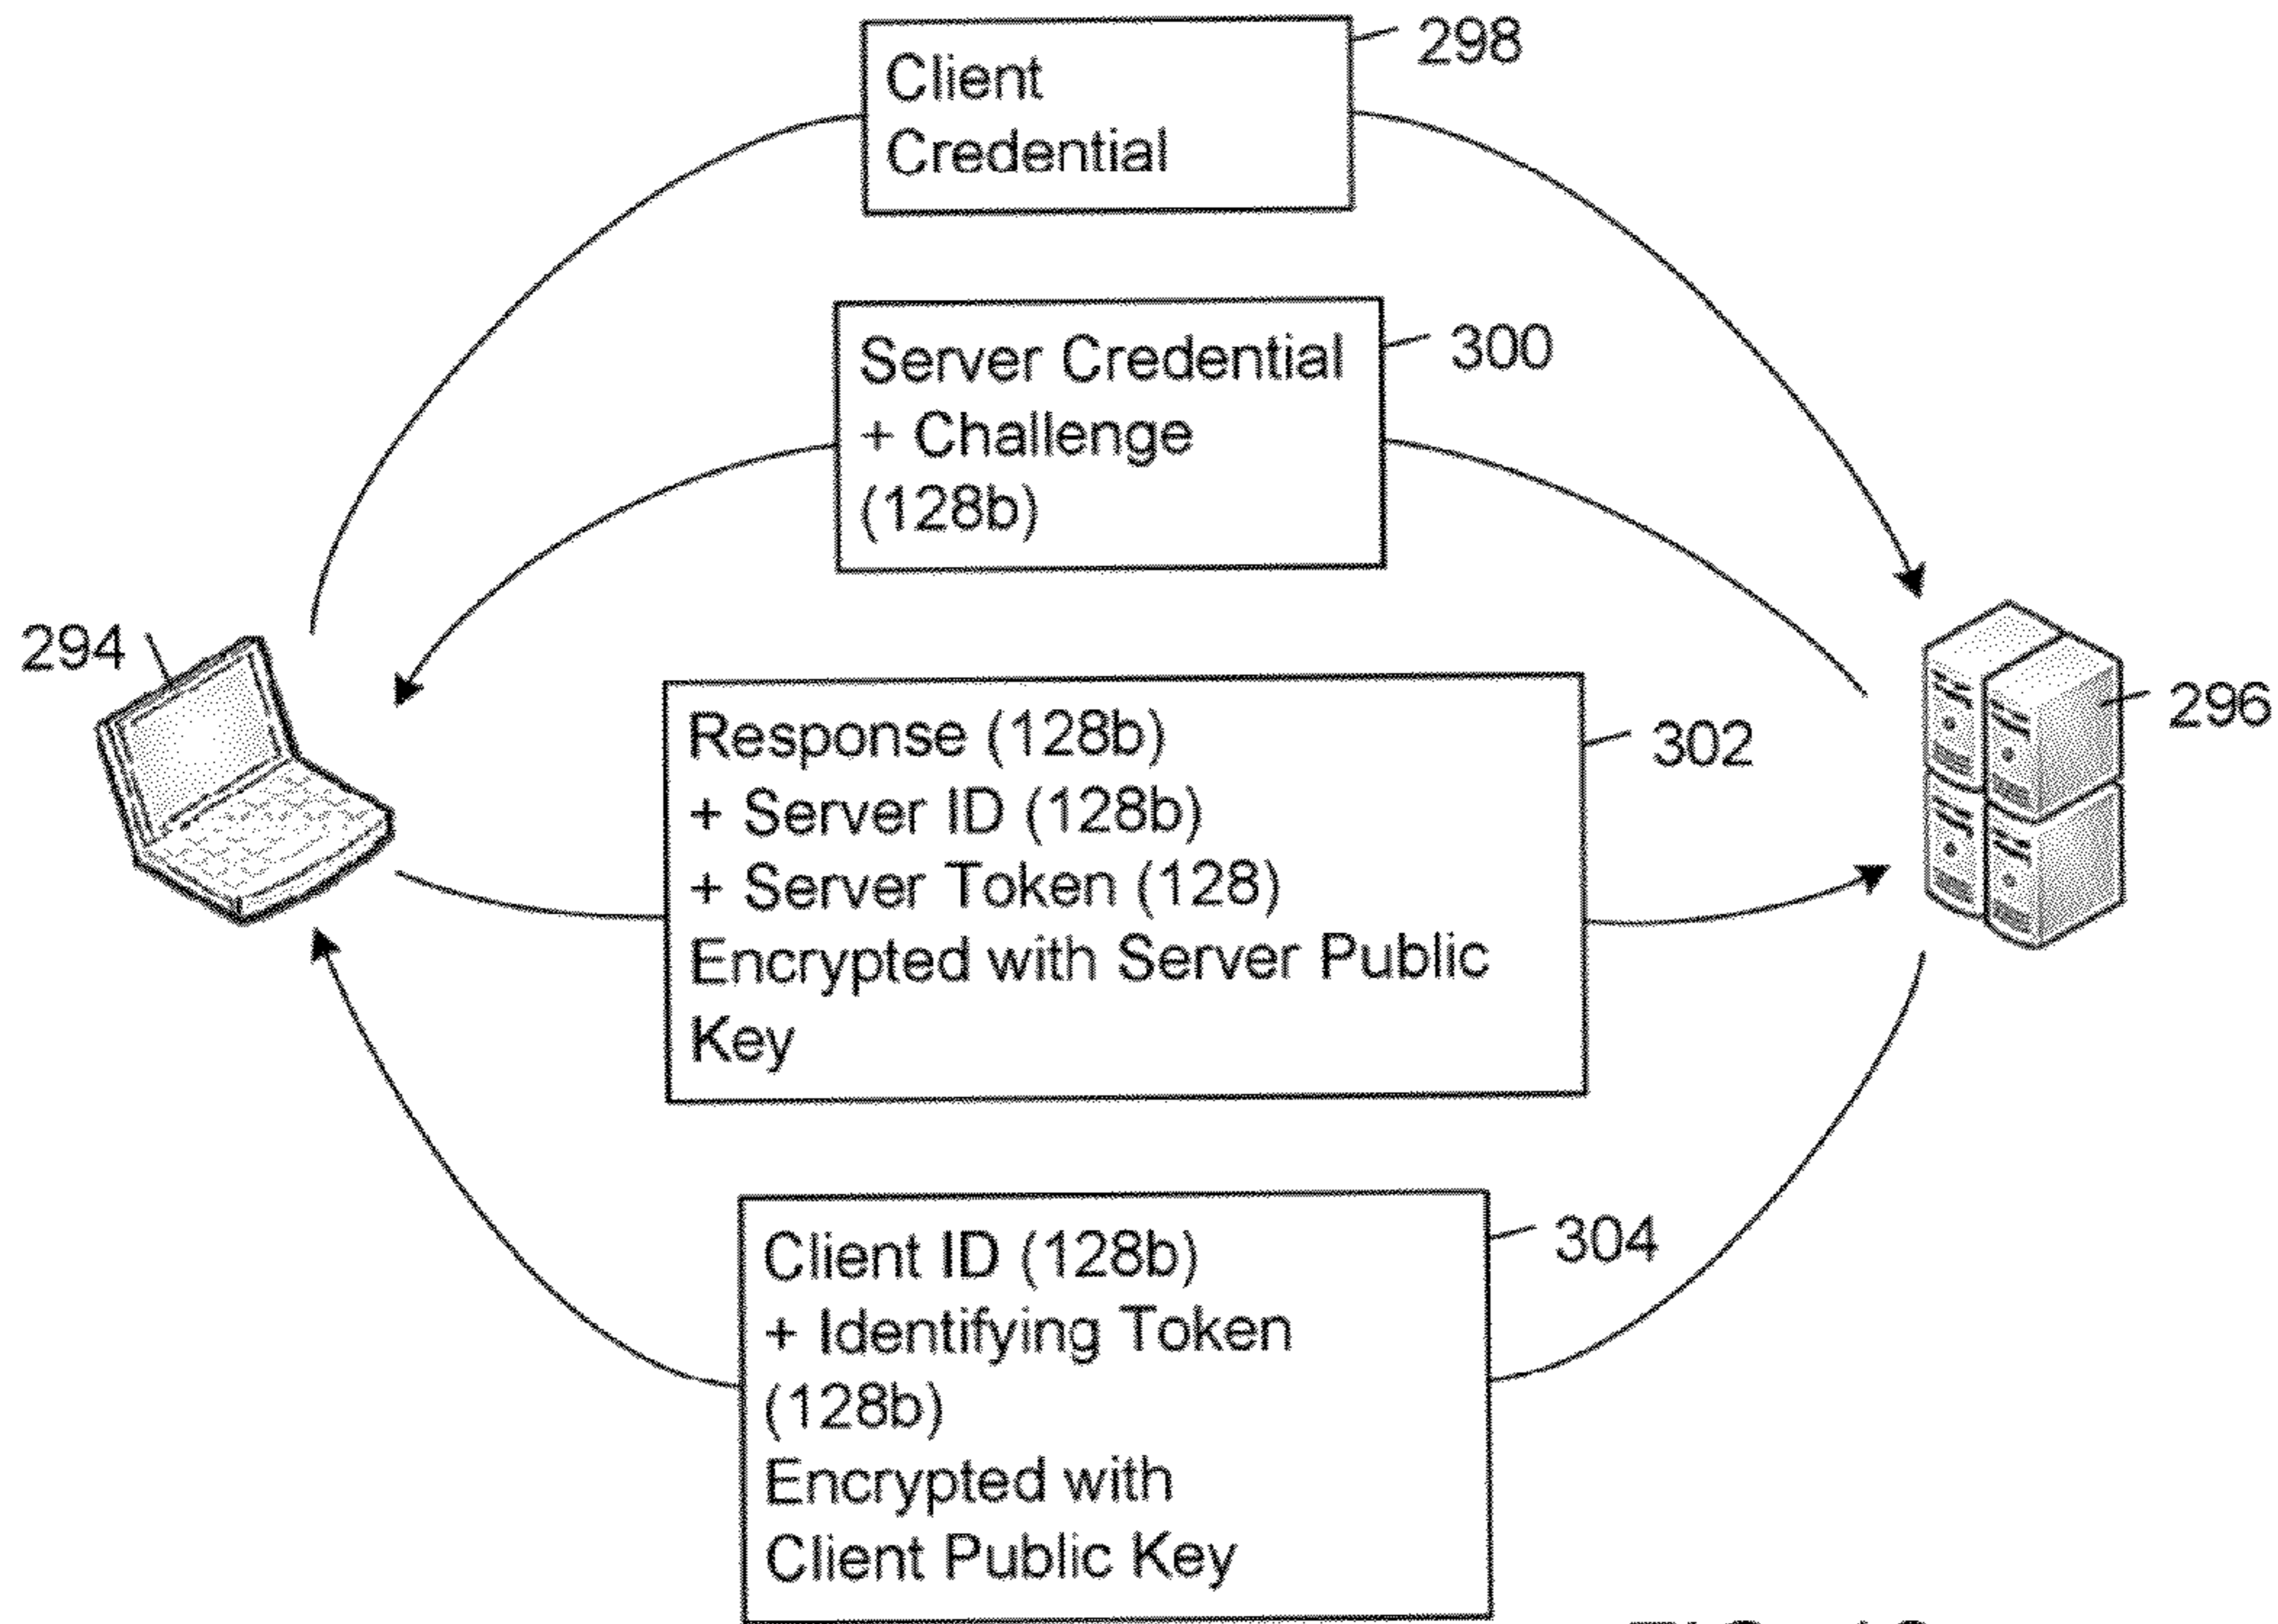 298
Client
Credential
300
Server Credential
+ Challenge
(128b)
294
296
302
Response (128b)
+ Server ID (128b)
+ Server Token (128)
Encrypted with Server Public
Key
304
Client ID (128b)
+ Identifying Token
(128b)
Encrypted with
Client Public Key